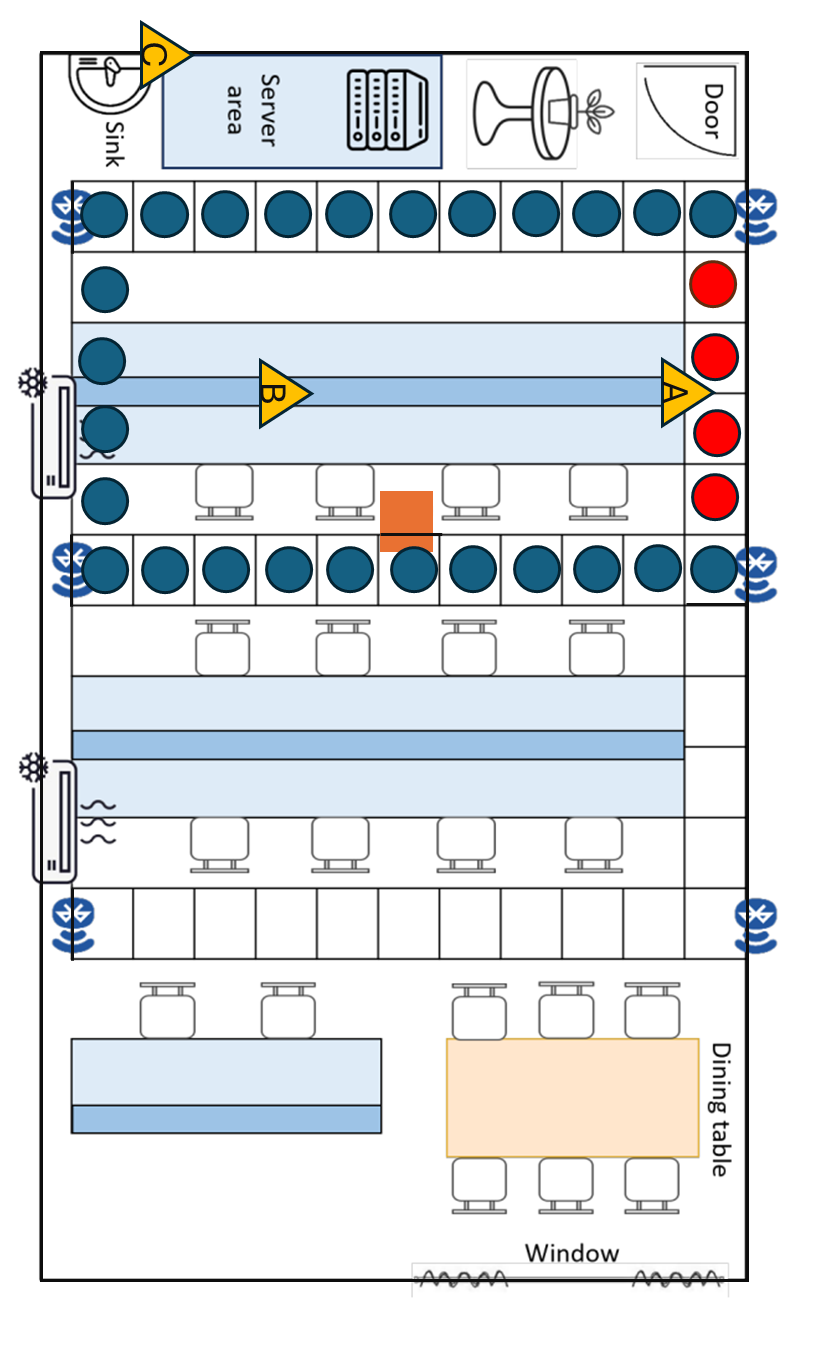 C
Sink
Server
area
Door
B
A
Dining table
Window